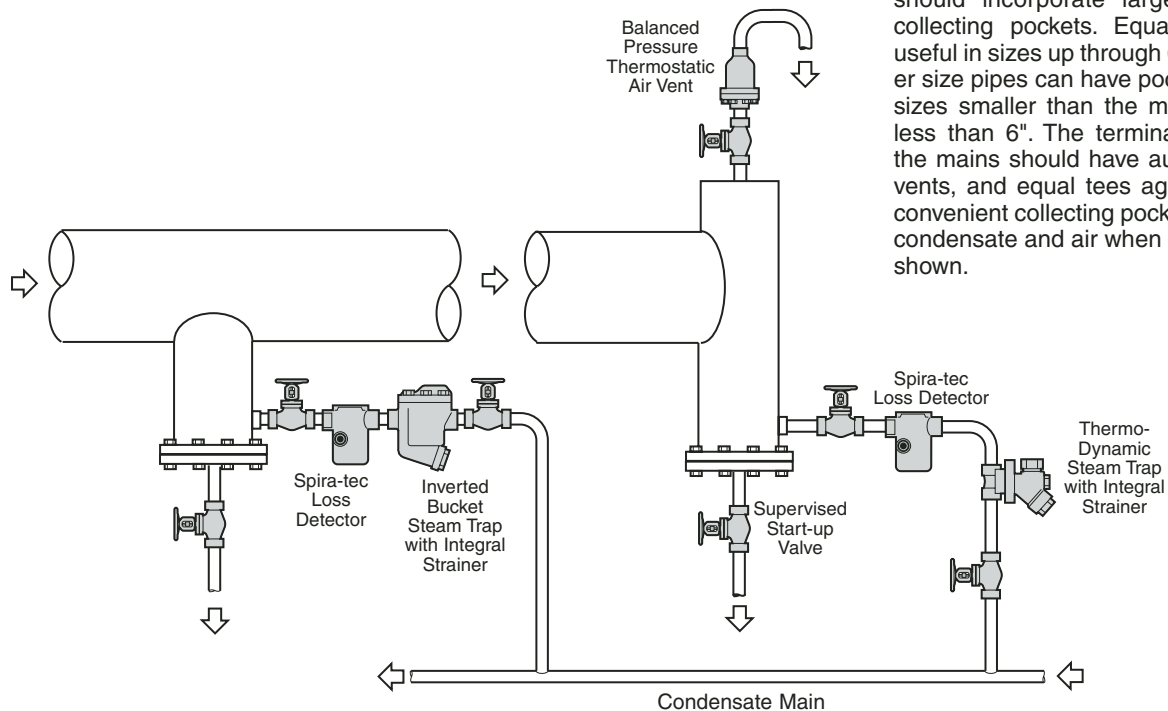 should incorporate large
collecting pockets. Equa
useful in sizes up through
er size pipes can have poc
sizes smaller than the m
less than 6". The termina
the mains should have au
vents, and equal tees ag
convenient collecting pock
condensate and air when
shown.
Balanced
Pressure
Thermostatic
Air Vent
Spira-tec
Loss Detector
Thermo-
Dynamic
Steam Trap
with Integral
Strainer
Spira-tec
Loss
Detector
Inverted
Bucket
Steam Trap
with Integral
Strainer
Supervised
Start-up
Valve
Condensate Main